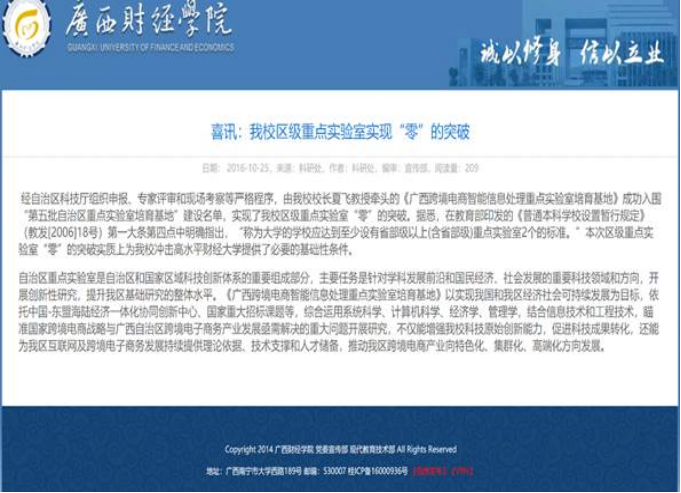 廣西財經學院
GUANGXI UNIVERSITY OF FINANCE AND ECONOMICS
诚以修身 信以立业
喜讯：我校区级重点实验室实现“零”的突破
日期： 2016-10-25，来源：科研处，作者：科研处，编审：宣传部，阅读量：209
经自治区科技厅组织申报、专家评审和现场考察等严格程序，由我校校长夏飞教授牵头的《广西跨境电商智能信息处理重点实验室培育基地》成功入围
“第五批自治区重点实验室培育基地”建设名单，实现了我校区级重点实验室“零”的突破。据悉，在教育部印发的《普通本科学校设置暂行规定》
（教发[2006]18号）第一大条第四点中明确指出，“称为大学的学校应达到至少设有省部级以上(含省部级)重点实验室2个的标准。”本次区级重点实
验室“零”的突破实质上为我校冲击高水平财经大学提供了必要的基础性条件。
自治区重点实验室是自治区和国家区域科技创新体系的重要组成部分，主要任务是针对学科发展前沿和国民经济、社会发展的重要科技领域和方向，开
展创新性研究，提升我区基础研究的整体水平。《广西跨境电商智能信息处理重点实验室培育基地》以实现我国和我区经济社会可持续发展为目标，依
托中国-东盟海陆经济一体化协同创新中心、国家重大招标课题等，综合运用系统科学、计算机科学、经济学、管理学，结合信息技术和工程技术，瞄
准国家跨境电商战略与广西自治区跨境电子商务产业发展亟需解决的重大问题开展研究，不仅能增强我校科技原始创新能力，促进科技成果转化，还能
为我区互联网及跨境电子商务发展持续提供理论依据、技术支撑和人才储备，推动我区跨境电商产业向特色化、集群化、高端化方向发展。
Copyright 2014 广西财经学院 党委宣传部 现代教育技术部 All Rights Reserved
地址：广西南宁市大学西路189号 邮编：530007 桂ICP备16000936号